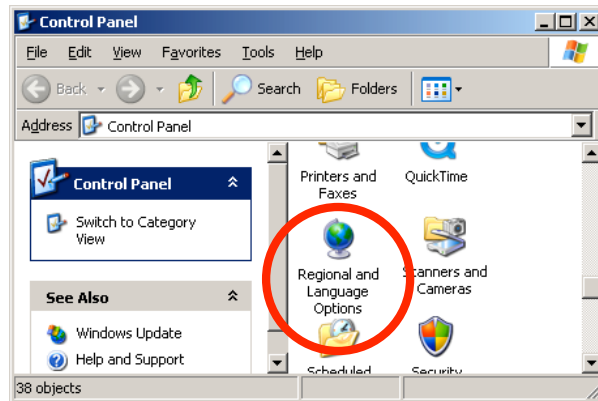 Control Panel
File Edit View Favorites Tools Help
Back Search Folders
Address Control Panel
Control Panel
Switch to Category
View
See Also
Windows Update
Help and Support
Printers and
Faxes
QuickTime
Regional and
Language
Options
Scanners and
Cameras
Scheduled
Security
38 objects